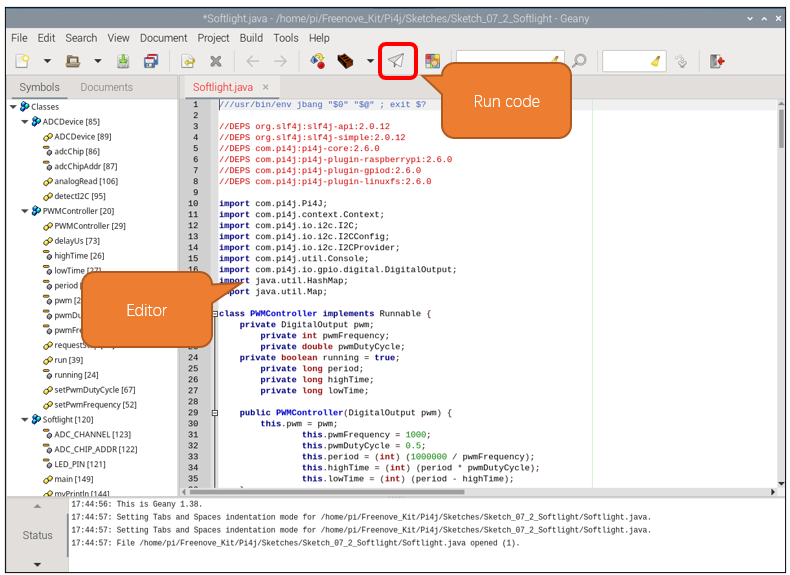 *Softlight.java - /home/pi/Freenove_Kit/Pi4j/Sketches/Sketch_07_2_Softlight - Geany
File Edit Search View Document Project Build Tools Help
Symbols Documents
Classes
ADCDevice [85]
ADCDevice [89]
adcChip [86]
adcChipAddr [87]
analogRead [106]
detectI2C [95]
PWMController [20]
PWMController [29]
delayUs [73]
highTime [26]
lowTime [27]
period
pwm [2
pwmDu
pwmFre
requestS
run [39]
running [24]
setPwmDutyCycle [67]
setPwmFrequency [52]
Softlight [120]
ADC_CHANNEL [123]
ADC_CHIP_ADDR [122]
LED_PIN [121]
main [149]
myPrintln [144]
Softlight.java ×
Run code
1 ///usr/bin/env jbang "$0" "$@" ; exit $?
2
3 //DEPS org.slf4j:slf4j-api:2.0.12
4 //DEPS org.slf4j:slf4j-simple:2.0.12
5 //DEPS com.pi4j:pi4j-core:2.6.0
6 //DEPS com.pi4j:pi4j-plugin-raspberrypi:2.6.0
7 //DEPS com.pi4j:pi4j-plugin-gpiod:2.6.0
8 //DEPS com.pi4j:pi4j-plugin-linuxfs:2.6.0
9
10 import com.pi4j.Pi4J;
11 import com.pi4j.context.Context;
12 import com.pi4j.io.i2c.I2C;
13 import com.pi4j.io.i2c.I2CConfig;
14 import com.pi4j.io.i2c.I2CProvider;
15 import com.pi4j.util.Console;
16 import com.pi4j.io.gpio.digital.DigitalOutput;
import java.util.HashMap;
import java.util.Map;
Editor
class PWMController implements Runnable {
private DigitalOutput pwm;
private int pwmFrequency;
private double pwmDutyCycle;
24 private boolean running = true;
25 private long period;
26 private long highTime;
27 private long lowTime;
28
29 public PWMController(DigitalOutput pwm) {
30 this.pwm = pwm;
31 this.pwmFrequency = 1000;
32 this.pwmDutyCycle = 0.5;
33 this.period = (int) (1000000 / pwmFrequency);
34 this.highTime = (int) (period * pwmDutyCycle);
35 this.lowTime = (int) (period - highTime);
Status
17:44:56: This is Geany 1.38.
17:44:57: Setting Tabs and Spaces indentation mode for /home/pi/Freenove_Kit/Pi4j/Sketches/Sketch_07_2_Softlight/Softlight.java.
17:44:57: Setting Tabs and Spaces indentation mode for /home/pi/Freenove_Kit/Pi4j/Sketches/Sketch_07_2_Softlight/Softlight.java.
17:44:57: File /home/pi/Freenove_Kit/Pi4j/Sketches/Sketch_07_2_Softlight/Softlight.java opened (1).